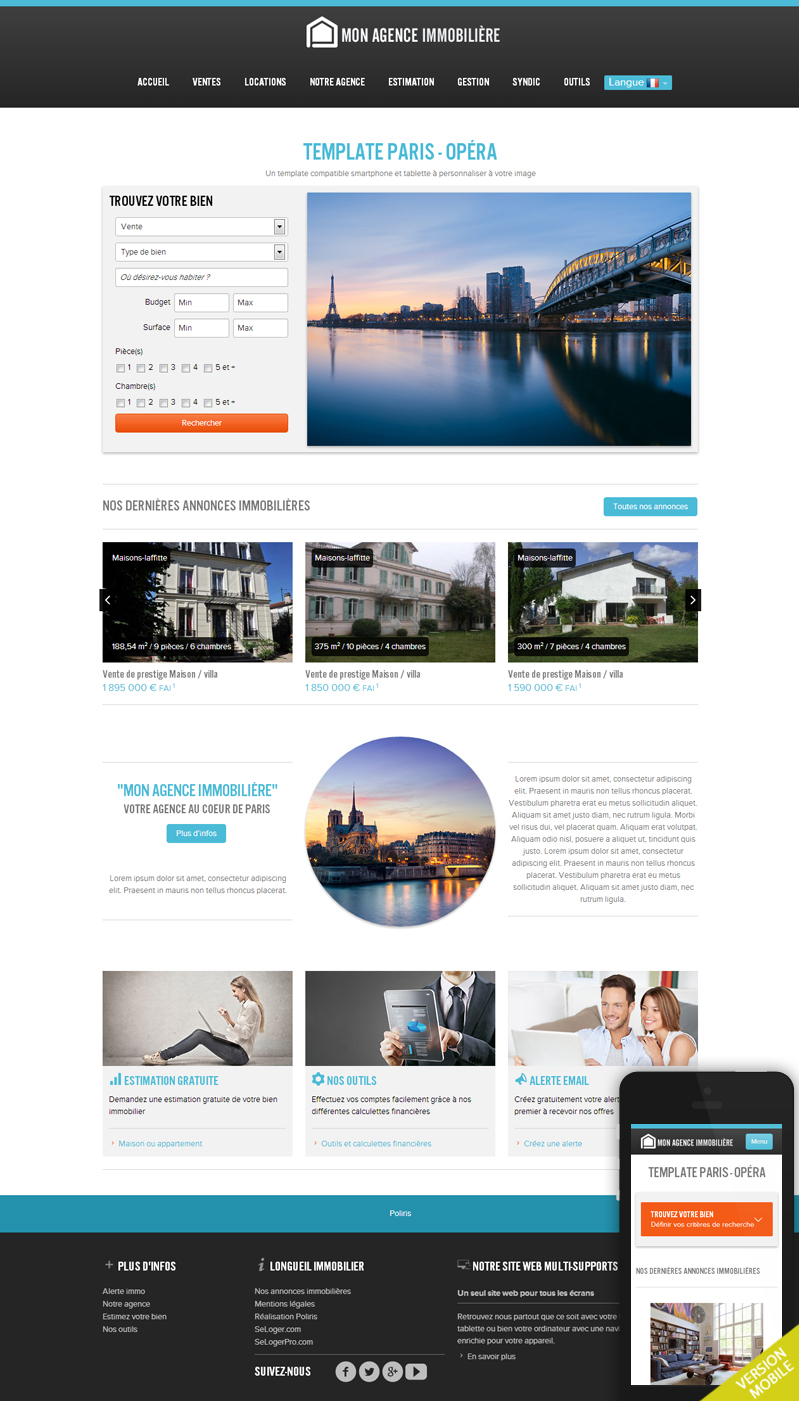 MON AGENCE IMMOBILIÈRE
ACCUEIL VENTES LOCATIONS NOTRE AGENCE ESTIMATION GESTION SYNDIC OUTILS Langue
TEMPLATE PARIS - OPÉRA
Un template compatible smartphone et tablette à personnaliser à votre image
TROUVEZ VOTRE BIEN
Vente
Type de bien
Où désirez-vous habiter ?
Budget Min Max
Surface Min Max
Pièce(s)
1 2 3 4 5 et +
Chambre(s)
1 2 3 4 5 et +
Rechercher
NOS DERNIÈRES ANNONCES IMMOBILIÈRES
Toutes nos annonces
Maisons-laffitte
188,54 m² / 9 pièces / 6 chambres
Vente de prestige Maison / villa
1 895 000 € FAI 1
Maisons-laffitte
375 m² / 10 pièces / 4 chambres
Vente de prestige Maison / villa
1 850 000 € FAI 1
Maisons-laffitte
300 m² / 7 pièces / 4 chambres
Vente de prestige Maison / villa
1 590 000 € FAI 1
"MON AGENCE IMMOBILIÈRE"
VOTRE AGENCE AU COEUR DE PARIS
Plus d'infos
Lorem ipsum dolor sit amet, consectetur adipiscing
elit. Praesent in mauris non tellus rhoncus placerat.
Lorem ipsum dolor sit amet, consectetur adipiscing
elit. Praesent in mauris non tellus rhoncus placerat.
Vestibulum pharetra erat eu metus sollicitudin aliquet.
Aliquam sit amet justo diam, nec rutrum ligula. Morbi
vel risus dui, vel placerat quam. Aliquam erat volutpat.
Aliquam odio nisl, posuere a aliquet ut, tincidunt quis
justo. Lorem ipsum dolor sit amet, consectetur
adipiscing elit. Praesent in mauris non tellus rhoncus
placerat. Vestibulum pharetra erat eu metus
sollicitudin aliquet. Aliquam sit amet justo diam, nec
rutrum ligula.
ESTIMATION GRATUITE
Demandez une estimation gratuite de votre bien
immobilier
Maison ou appartement
NOS OUTILS
Effectuez vos comptes facilement grâce à nos
différentes calculettes financières
Outils et calculettes financières
ALERTE EMAIL
Créez gratuitement votre aler
premier à recevoir nos offres
Créez une alerte
Poliris
PLUS D'INFOS
Alerte immo
Notre agence
Estimez votre bien
Nos outils
LONGUEIL IMMOBILIER
Nos annonces immobilières
Mentions légales
Réalisation Poliris
SeLoger.com
SeLogerPro.com
SUIVEZ-NOUS
NOTRE SITE WEB MULTI-SUPPORTS
Un seul site web pour tous les écrans
Retrouvez nous partout que ce soit avec votre
tablette ou bien votre ordinateur avec une navi
enrichie pour votre appareil.
En savoir plus
MON AGENCE IMMOBILIÈRE
Menu
TEMPLATE PARIS - OPÉRA
TROUVEZ VOTRE BIEN
Définir vos critères de recherche
NOS DERNIÈRES ANNONCES IMMOBILIÈRES
VERSION
MOBILE